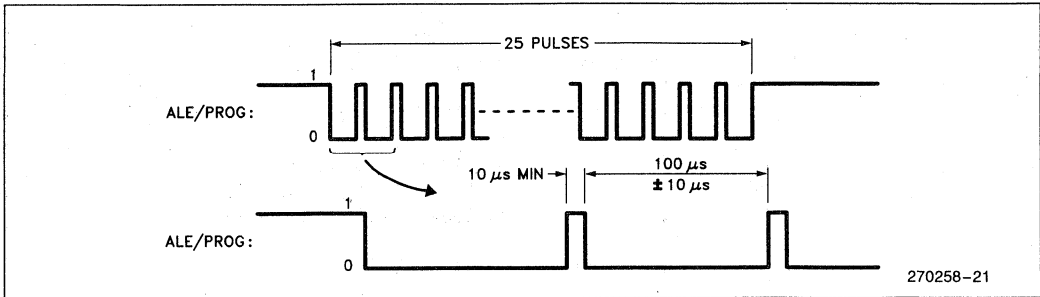 25 PULSES
1
ALE/PROG:
0
10 µs MIN
100 µs
± 10 µs
1
ALE/PROG:
0
270258-21